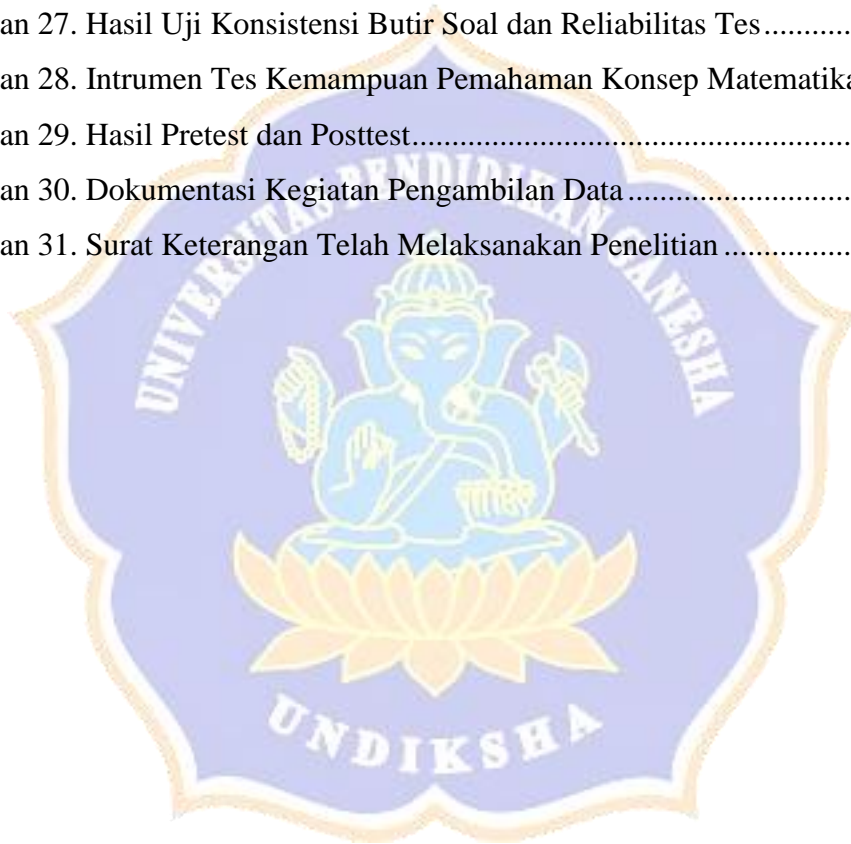 an 27. Hasil Uji Konsistensi Butir Soal dan Reliabilitas Tes...........
an 28. Intrumen Tes Kemampuan Pemahaman Konsep Matematika
an 29. Hasil Pretest dan Posttest......................................................
an 30. Dokumentasi Kegiatan Pengambilan Data............................
an 31. Surat Keterangan Telah Melaksanakan Penelitian................
UNIVERSITAS PENDIDIKAN GANESHA
UNDIKSHA